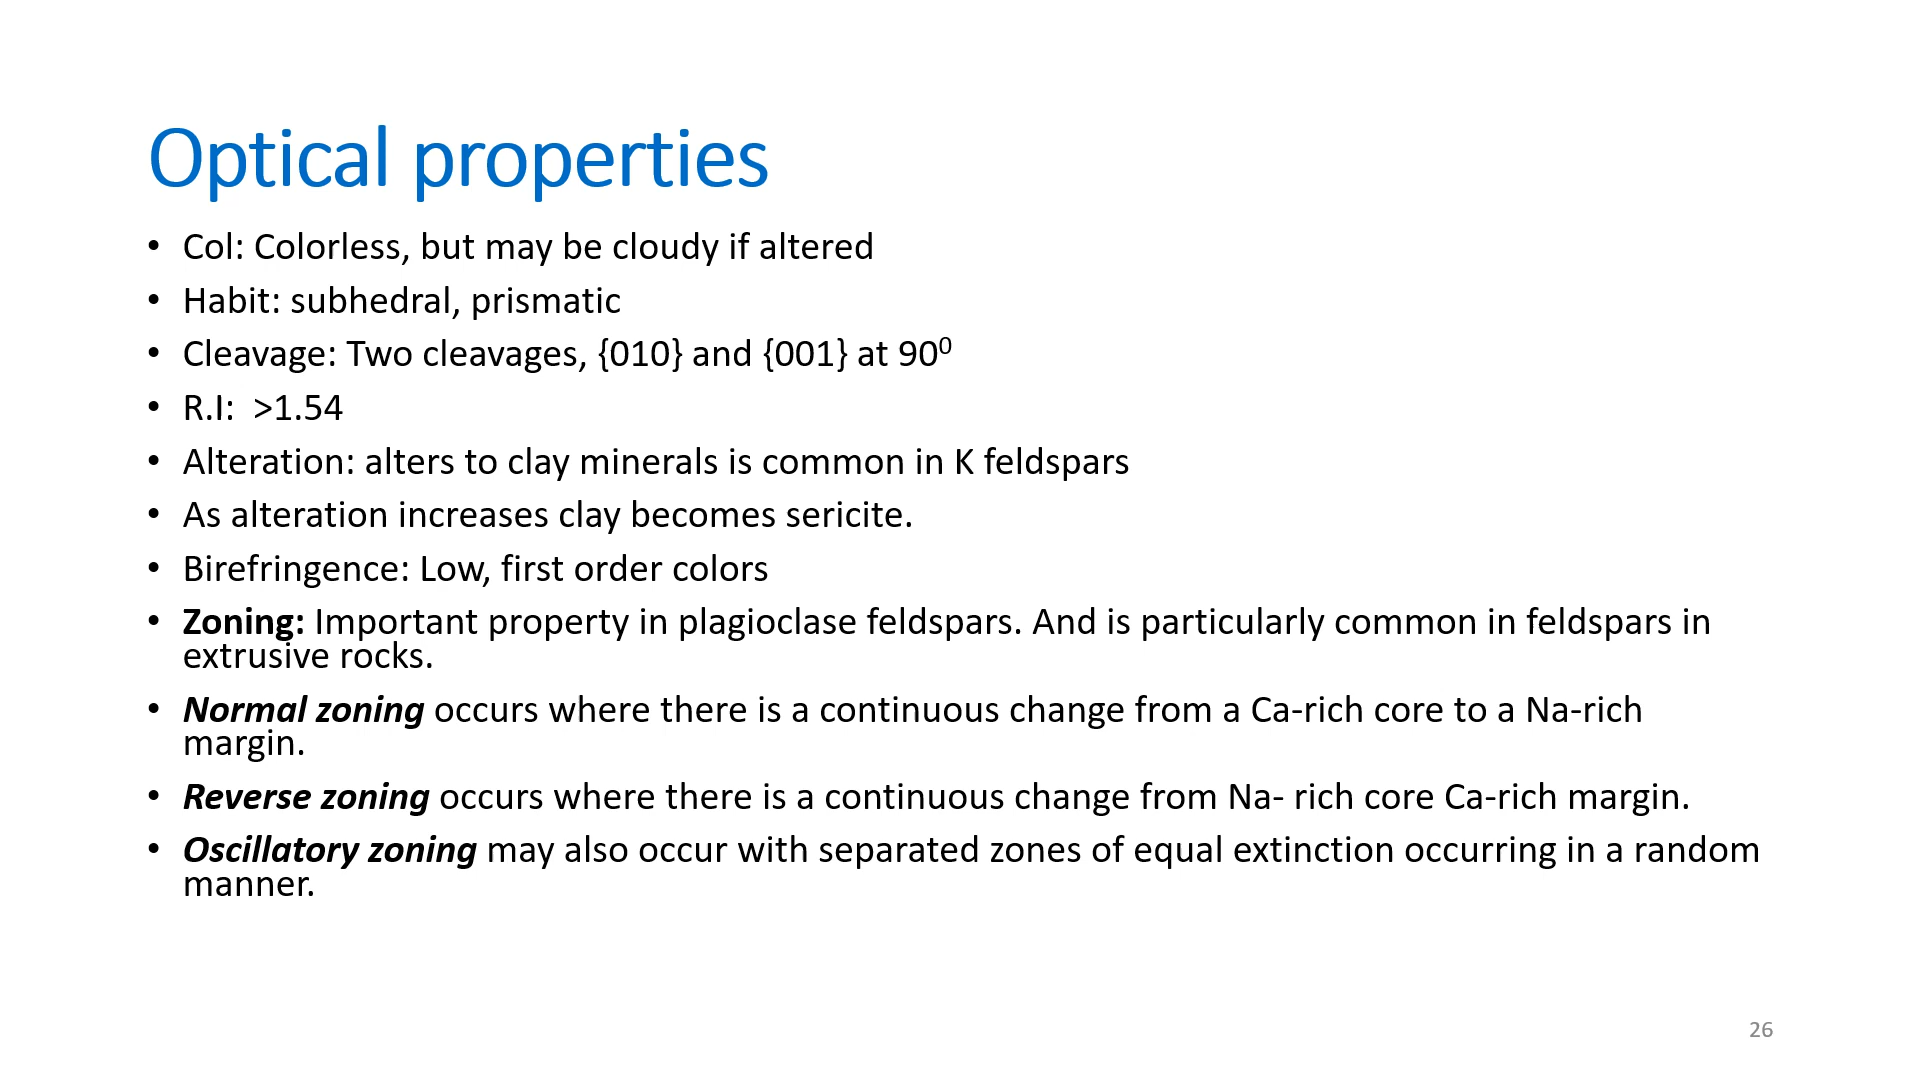 Optical properties
• Col: Colorless, but may be cloudy if altered
• Habit: subhedral, prismatic
• Cleavage: Two cleavages, {010} and {001} at 90⁰
• R.I:  >1.54
• Alteration: alters to clay minerals is common in K feldspars
• As alteration increases clay becomes sericite.
• Birefringence: Low, first order colors
• Zoning: Important property in plagioclase feldspars. And is particularly common in feldspars in
extrusive rocks.
• Normal zoning occurs where there is a continuous change from a Ca-rich core to a Na-rich
margin.
• Reverse zoning occurs where there is a continuous change from Na- rich core Ca-rich margin.
• Oscillatory zoning may also occur with separated zones of equal extinction occurring in a random
manner.
26